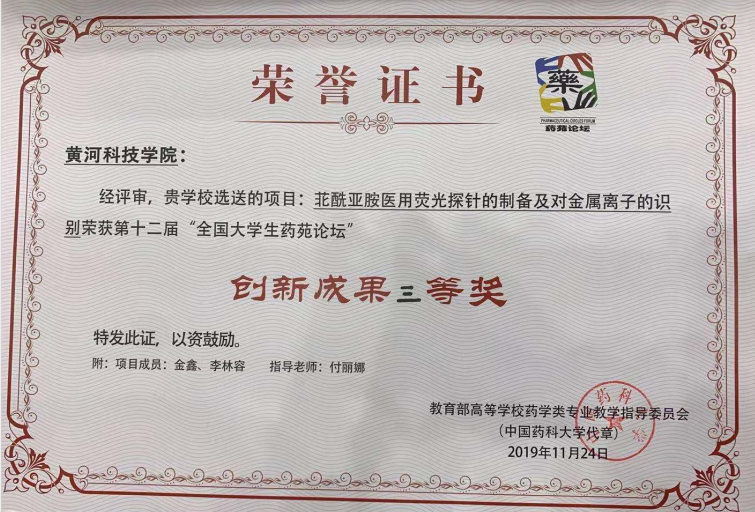 荣誉证书
藥
PHARMACEUTICAL CIRCLES FORUM
药苑论坛
黄河科技学院：
经评审，贵学校选送的项目：苝酰亚胺医用荧光探针的制备及对金属离子的识
别荣获第十二届“全国大学生药苑论坛”
创新成果三等奖
特发此证，以资鼓励。
附：项目成员：金鑫、李林容 指导老师：付丽娜
教育部高等学校药学类专业教学指导委员会
（中国药科大学代章）
2019年11月24日